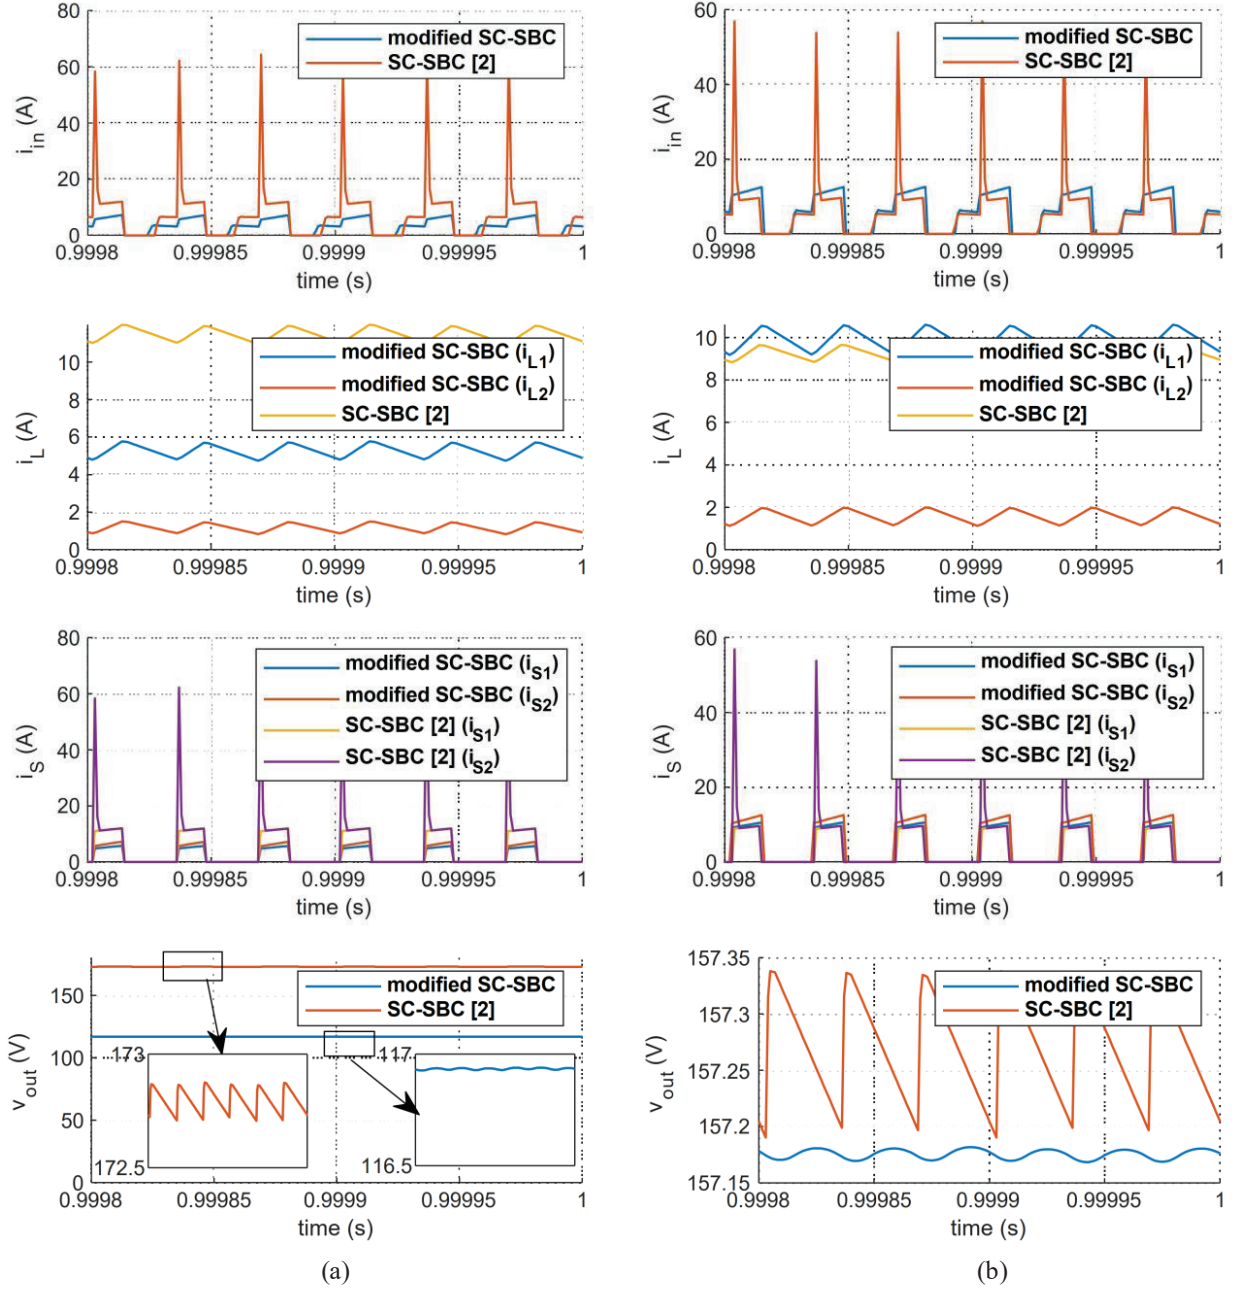 80
60
40
20
0
i_in (A)
modified SC-SBC
SC-SBC [2]
0.9998 0.99985 0.9999 0.99995 1
time (s)
60
40
20
0
i_in (A)
modified SC-SBC
SC-SBC [2]
0.9998 0.99985 0.9999 0.99995 1
time (s)
10
8
6
4
2
0
i_L (A)
modified SC-SBC (i_L1)
modified SC-SBC (i_L2)
SC-SBC [2]
0.9998 0.99985 0.9999 0.99995 1
time (s)
10
8
6
4
2
0
i_L (A)
modified SC-SBC (i_L1)
modified SC-SBC (i_L2)
SC-SBC [2]
0.9998 0.99985 0.9999 0.99995 1
time (s)
80
60
40
20
0
i_S (A)
modified SC-SBC (i_S1)
modified SC-SBC (i_S2)
SC-SBC [2] (i_S1)
SC-SBC [2] (i_S2)
0.9998 0.99985 0.9999 0.99995 1
time (s)
60
40
20
0
i_S (A)
modified SC-SBC (i_S1)
modified SC-SBC (i_S2)
SC-SBC [2] (i_S1)
SC-SBC [2] (i_S2)
0.9998 0.99985 0.9999 0.99995 1
time (s)
150
100
50
0
v_out (V)
modified SC-SBC
SC-SBC [2]
173
172.5
117
116.5
0.9998 0.99985 0.9999 0.99995 1
time (s)
157.35
157.3
157.25
157.2
157.15
v_out (V)
modified SC-SBC
SC-SBC [2]
0.9998 0.99985 0.9999 0.99995 1
time (s)
(a)
(b)